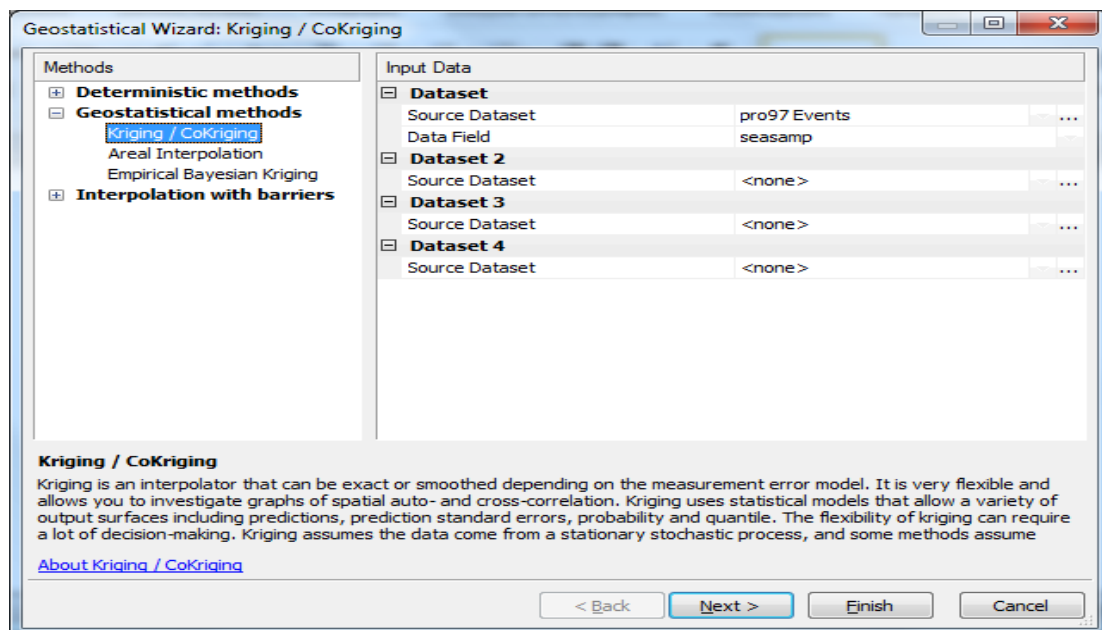 Geostatistical Wizard: Kriging / CoKriging
Methods
Deterministic methods
Geostatistical methods
Kriging / CoKriging
Areal Interpolation
Empirical Bayesian Kriging
Interpolation with barriers
Input Data
Dataset
Source Dataset pro97 Events ...
Data Field seasamp
Dataset 2
Source Dataset <none> ...
Dataset 3
Source Dataset <none> ...
Dataset 4
Source Dataset <none> ...
Kriging / CoKriging
Kriging is an interpolator that can be exact or smoothed depending on the measurement error model. It is very flexible and
allows you to investigate graphs of spatial auto- and cross-correlation. Kriging uses statistical models that allow a variety of
output surfaces including predictions, prediction standard errors, probability and quantile. The flexibility of kriging can require
a lot of decision-making. Kriging assumes the data come from a stationary stochastic process, and some methods assume
About Kriging / CoKriging
< Back Next > Finish Cancel